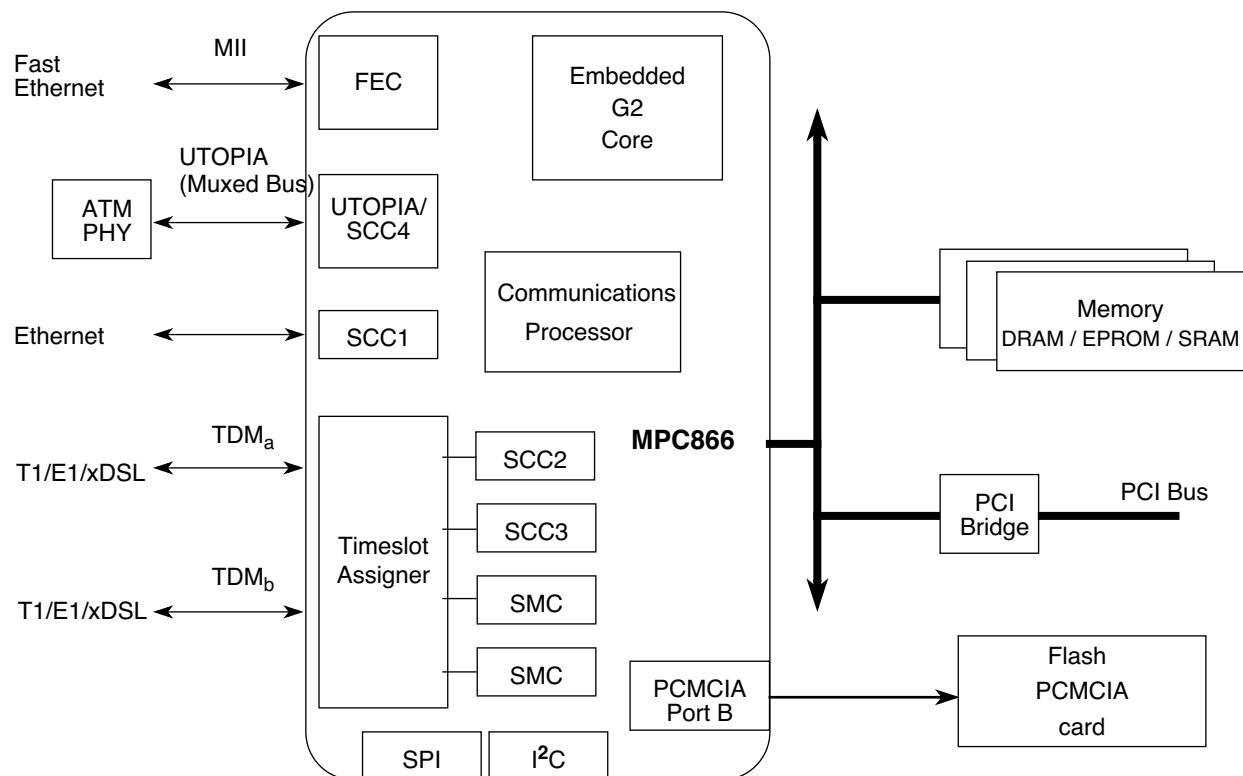 MII
Fast
Ethernet
FEC
Embedded
G2
Core
UTOPIA
(Muxed Bus)
ATM
PHY
UTOPIA/
SCC4
Communications
Processor
Ethernet
SCC1
Memory
DRAM / EPROM / SRAM
TDMa
T1/E1/xDSL
MPC866
SCC2
SCC3
Timeslot
Assigner
PCI
Bridge
PCI Bus
TDMb
T1/E1/xDSL
SMC
SMC
PCMCIA
Port B
Flash
PCMCIA
card
SPI
I²C